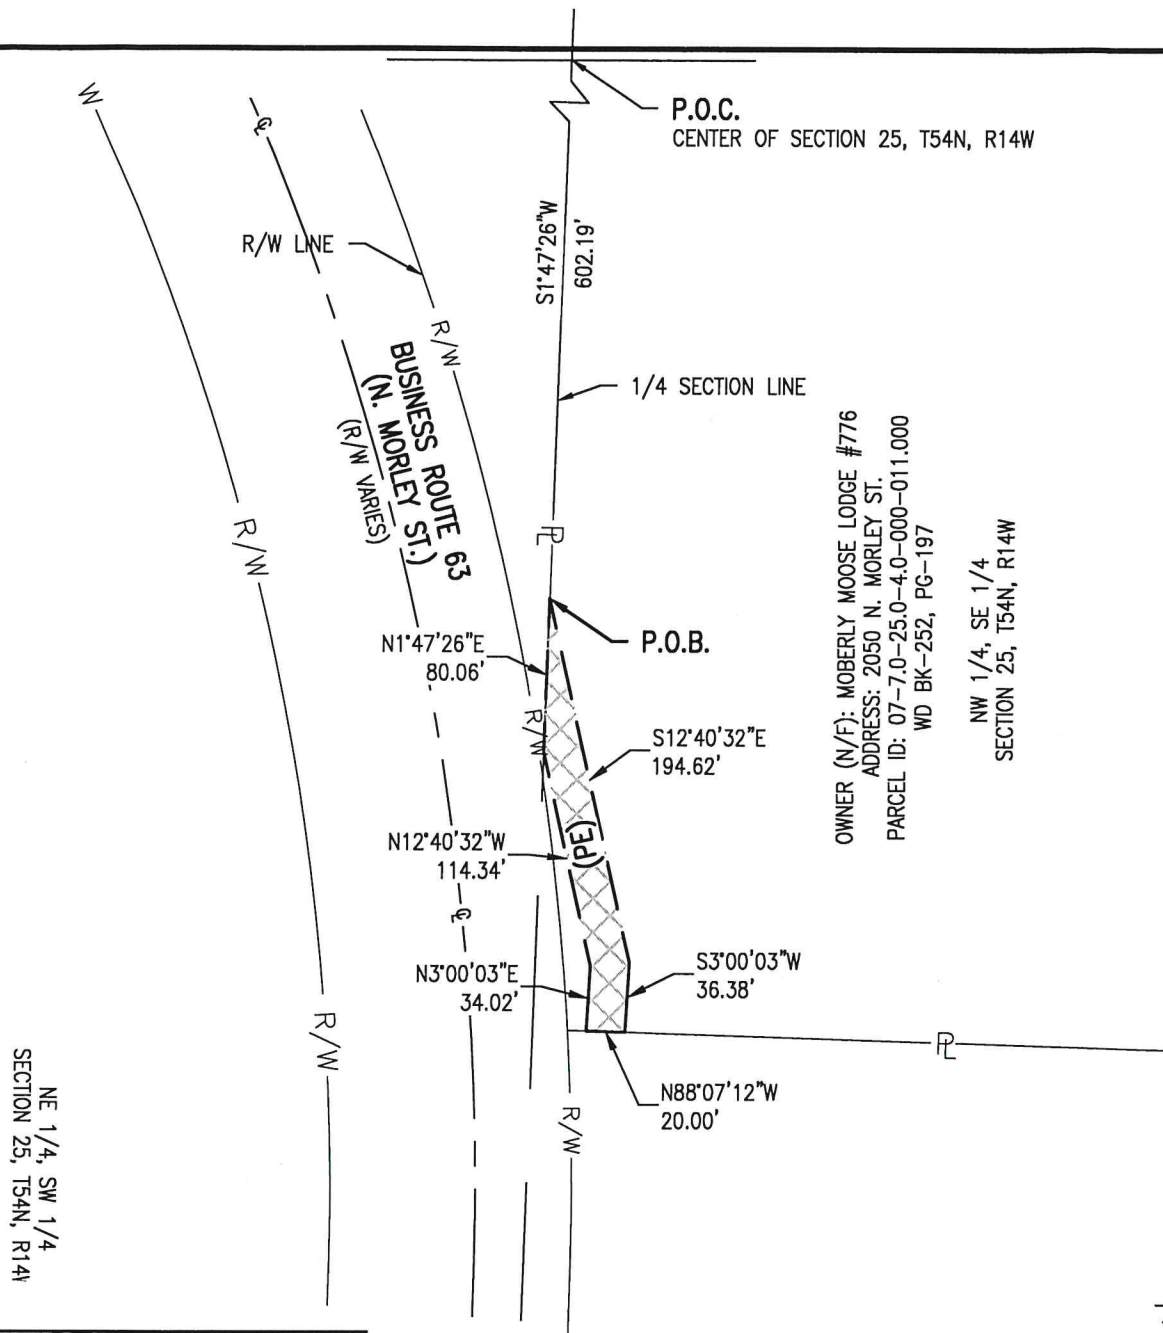 P.O.C.
CENTER OF SECTION 25, T54N, R14W
W
℄
R/W LINE
S1°47'26"W
602.19'
R/W
1/4 SECTION LINE
BUSINESS ROUTE 63
(N. MORLEY ST.)
(R/W VARIES)
OWNER (N/F): MOBERLY MOOSE LODGE #776
ADDRESS: 2050 N. MORLEY ST.
PARCEL ID: 07-7.0-25.0-4.0-000-011.000
WD BK-252, PG-197
NW 1/4, SE 1/4
SECTION 25, T54N, R14W
R/W
PL
P.O.B.
N1°47'26"E
80.06'
R/W
S12°40'32"E
194.62'
(PE)
N12°40'32"W
114.34'
℄
N3°00'03"E
34.02'
S3°00'03"W
36.38'
R/W
PL
N88°07'12"W
20.00'
R/W
NE 1/4, SW 1/4
SECTION 25, T54N, R14